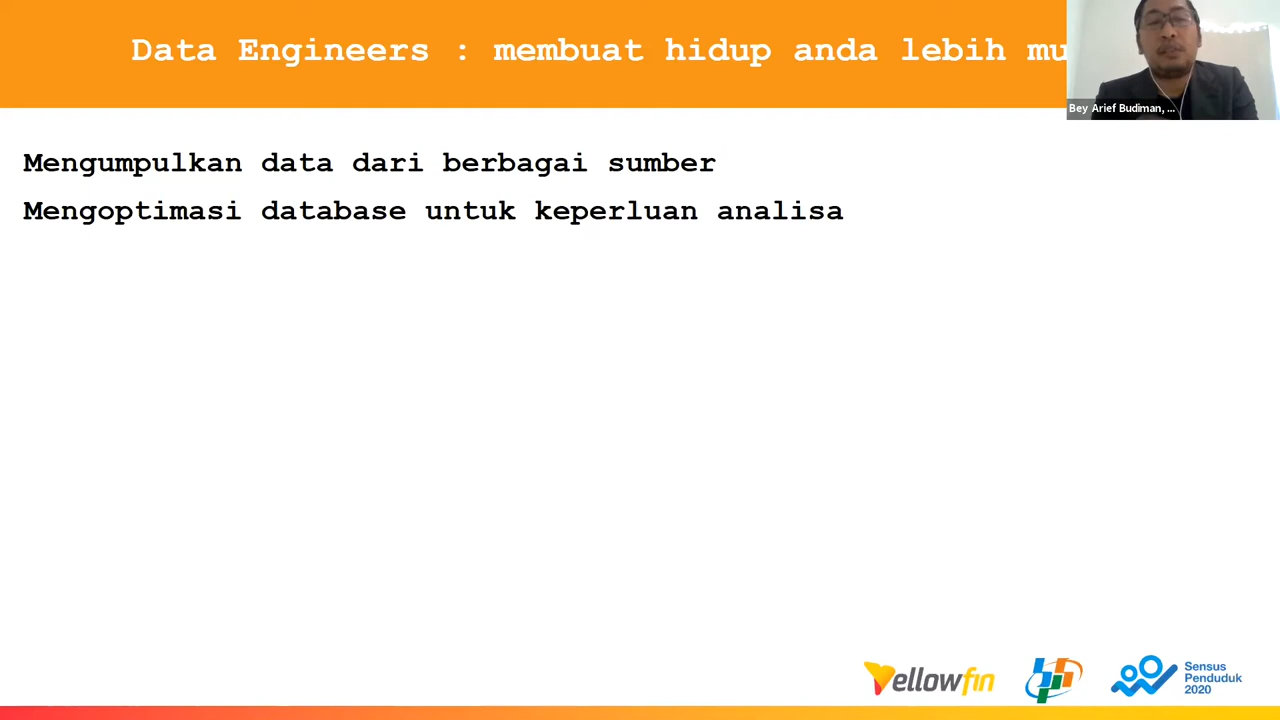 Data Engineers : membuat hidup anda lebih
Bey Arief Budiman, ...
Mengumpulkan data dari berbagai sumber
Mengoptimasi database untuk keperluan analisa
Yellowfin
Sensus
Penduduk
2020